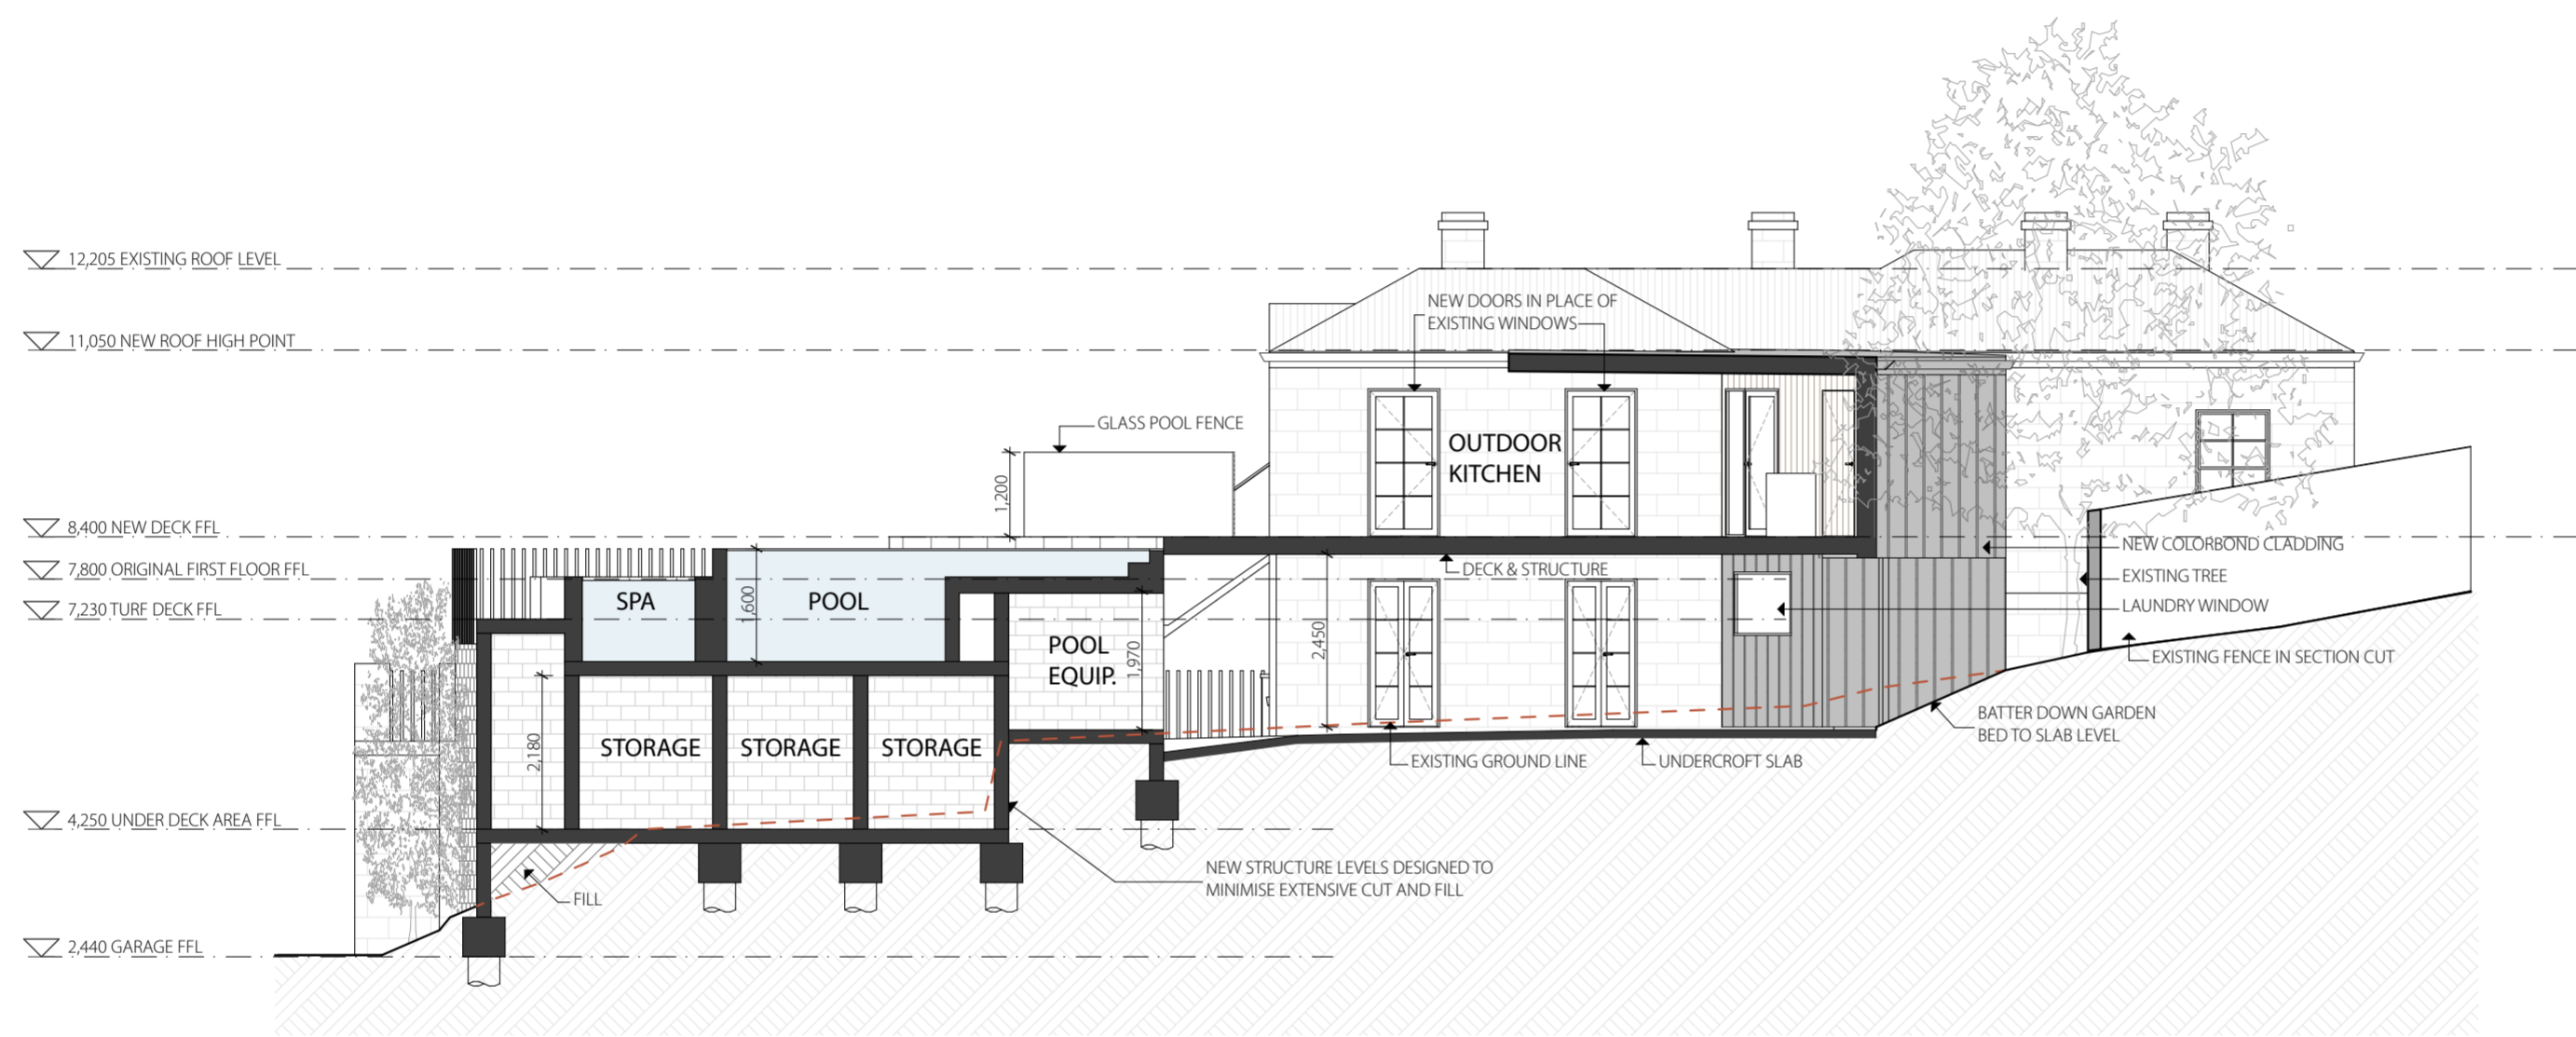 12,205 EXISTING ROOF LEVEL
11,050 NEW ROOF HIGH POINT
8,400 NEW DECK FFL
7,800 ORIGINAL FIRST FLOOR FFL
7,230 TURF DECK FFL
4,250 UNDER DECK AREA FFL
2,440 GARAGE FFL
NEW DOORS IN PLACE OF
EXISTING WINDOWS
GLASS POOL FENCE
1,200
OUTDOOR
KITCHEN
SPA
1,600
POOL
POOL
EQUIP.
1,970
2,450
DECK & STRUCTURE
NEW COLORBOND CLADDING
EXISTING TREE
LAUNDRY WINDOW
EXISTING FENCE IN SECTION CUT
BATTER DOWN GARDEN
BED TO SLAB LEVEL
2,180
STORAGE
STORAGE
STORAGE
EXISTING GROUND LINE
UNDERCROFT SLAB
NEW STRUCTURE LEVELS DESIGNED TO
MINIMISE EXTENSIVE CUT AND FILL
FILL